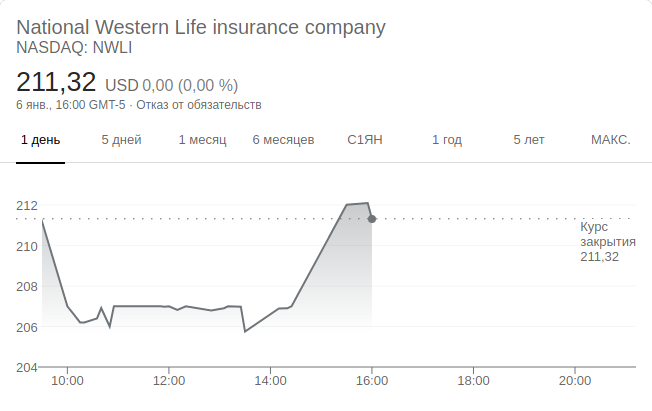 National Western Life insurance company
NASDAQ: NWLI
211,32 USD 0,00 (0,00 %)
6 янв., 16:00 GMT-5 · Отказ от обязательств
1 день 5 дней 1 месяц 6 месяцев С1ЯН 1 год 5 лет МАКС.
212
210
208
206
204
Курс
закрытия
211,32
10:00 12:00 14:00 16:00 18:00 20:00